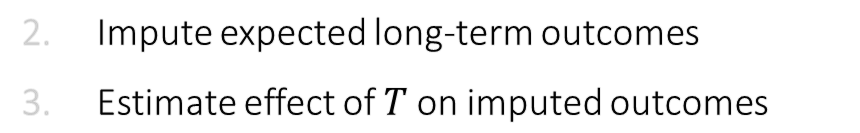 2. Impute expected long-term outcomes
3. Estimate effect of T on imputed outcomes